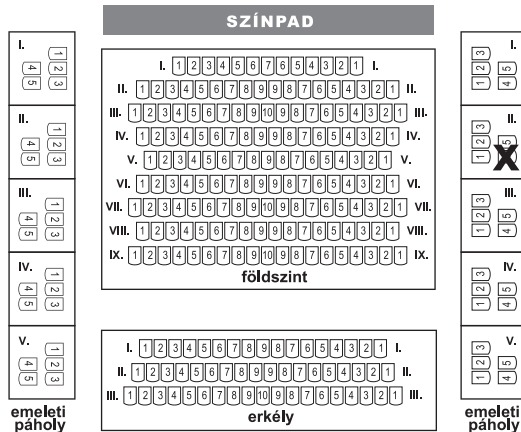 SZÍNPAD
I.
1
4 2
5 3
II.
1
4 2
5 3
III.
1
4 2
5 3
IV.
1
4 2
5 3
V.
1
4 2
5 3
emeleti
páholy
I. 1 2 3 4 5 6 7 6 5 4 3 2 1 I.
II. 1 2 3 4 5 6 7 8 9 8 7 6 5 4 3 2 1 II.
III. 1 2 3 4 5 6 7 8 9 10 9 8 7 6 5 4 3 2 1 III.
IV. 1 2 3 4 5 6 7 8 9 8 7 6 5 4 3 2 1 IV.
V. 1 2 3 4 5 6 7 8 9 8 7 6 5 4 3 2 1 V.
VI. 1 2 3 4 5 6 7 8 9 8 7 6 5 4 3 2 1 VI.
VII. 1 2 3 4 5 6 7 8 9 10 9 8 7 6 5 4 3 2 1 VII.
VIII. 1 2 3 4 5 6 7 8 9 8 7 6 5 4 3 2 1 VIII.
IX. 1 2 3 4 5 6 7 8 9 10 9 8 7 6 5 4 3 2 1 IX.
földszint
I. 1 2 3 4 5 6 7 8 9 8 7 6 5 4 3 2 1 I.
II. 1 2 3 4 5 6 7 8 9 8 7 6 5 4 3 2 1 II.
III. 1 2 3 4 5 6 7 8 9 10 9 8 7 6 5 4 3 2 1 III.
erkély
I.
3
2 5
1 4
II.
3
2 5
1 X
III.
3
2 5
1 4
IV.
3
2 5
1 4
V.
3
2 5
1 4
emeleti
páholy